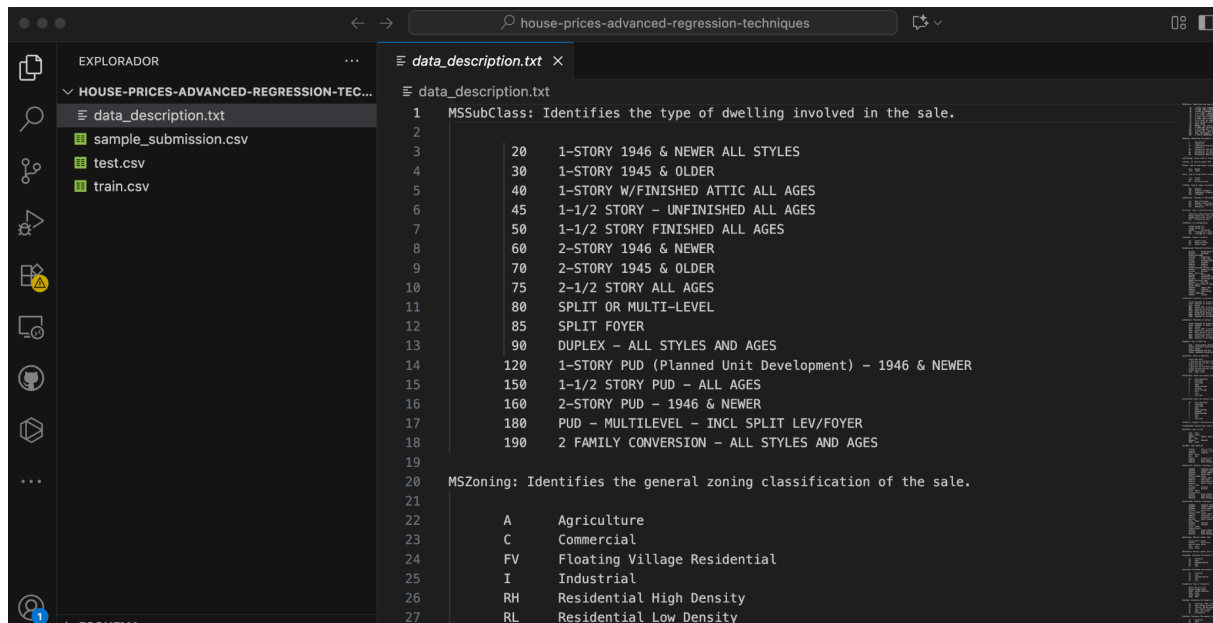 house-prices-advanced-regression-techniques
EXPLORADOR
HOUSE-PRICES-ADVANCED-REGRESSION-TEC...
data_description.txt
sample_submission.csv
test.csv
train.csv
1
data_description.txt
data_description.txt
1 MSSubClass: Identifies the type of dwelling involved in the sale.
2
3 20 1-STORY 1946 & NEWER ALL STYLES
4 30 1-STORY 1945 & OLDER
5 40 1-STORY W/FINISHED ATTIC ALL AGES
6 45 1-1/2 STORY - UNFINISHED ALL AGES
7 50 1-1/2 STORY FINISHED ALL AGES
8 60 2-STORY 1946 & NEWER
9 70 2-STORY 1945 & OLDER
10 75 2-1/2 STORY ALL AGES
11 80 SPLIT OR MULTI-LEVEL
12 85 SPLIT FOYER
13 90 DUPLEX - ALL STYLES AND AGES
14 120 1-STORY PUD (Planned Unit Development) - 1946 & NEWER
15 150 1-1/2 STORY PUD - ALL AGES
16 160 2-STORY PUD - 1946 & NEWER
17 180 PUD - MULTILEVEL - INCL SPLIT LEV/FOYER
18 190 2 FAMILY CONVERSION - ALL STYLES AND AGES
19
20 MSZoning: Identifies the general zoning classification of the sale.
21
22 A Agriculture
23 C Commercial
24 FV Floating Village Residential
25 I Industrial
26 RH Residential High Density
27 RL Residential Low Density